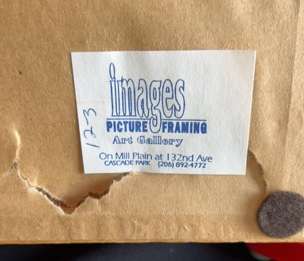 123
images
PICTURE FRAMING
Art Gallery
On Mill Plain at 132nd Ave
CASCADE PARK (206) 892-4772